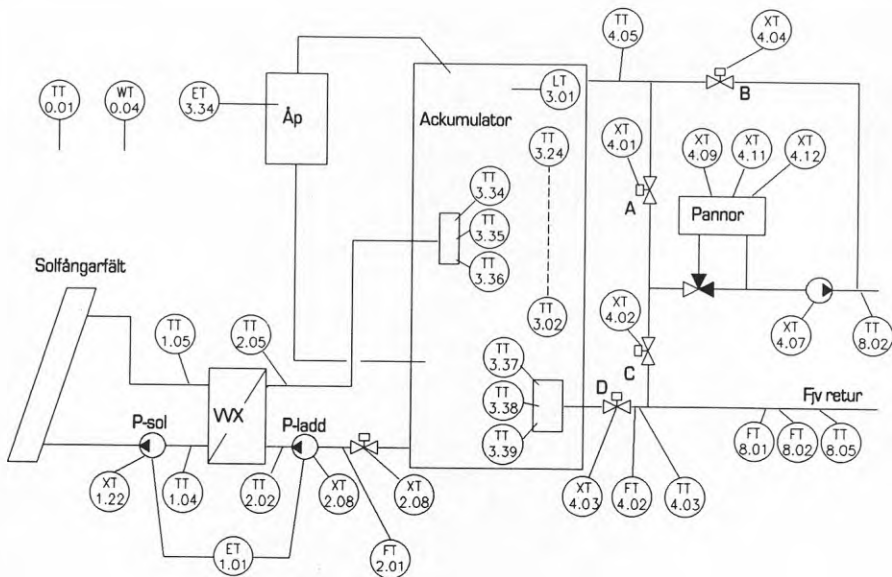 TT
4.05
XT
4.04
TT
0.01
WT
0.04
ET
3.34
Åp
LT
3.01
Ackumulator
B
TT
3.24
XT
4.01
XT
4.09
XT
4.11
XT
4.12
A
Pannor
TT
3.34
TT
3.35
TT
3.36
Solfångarfält
TT
3.02
XT
4.02
XT
4.07
TT
8.02
TT
1.05
TT
2.05
TT
3.37
TT
3.38
TT
3.39
D
C
Fjv retur
P-sol
VVX
P-ladd
XT
1.22
TT
1.04
TT
2.02
XT
2.08
XT
2.08
XT
4.03
FT
4.02
TT
4.03
FT
8.01
FT
8.02
TT
8.05
ET
1.01
FT
2.01